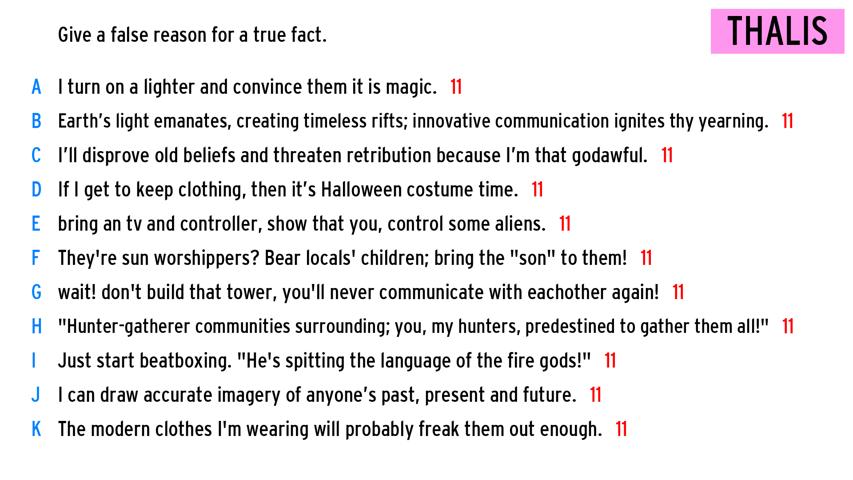 Give a false reason for a true fact.
THALIS
A I turn on a lighter and convince them it is magic. 11
B Earth's light emanates, creating timeless rifts; innovative communication ignites thy yearning. 11
C I'll disprove old beliefs and threaten retribution because I'm that godawful. 11
D If I get to keep clothing, then it's Halloween costume time. 11
E bring an tv and controller, show that you, control some aliens. 11
F They're sun worshippers? Bear locals' children; bring the "son" to them! 11
G wait! don't build that tower, you'll never communicate with eachother again! 11
H "Hunter-gatherer communities surrounding; you, my hunters, predestined to gather them all!" 11
I Just start beatboxing. "He's spitting the language of the fire gods!" 11
J I can draw accurate imagery of anyone's past, present and future. 11
K The modern clothes I'm wearing will probably freak them out enough. 11